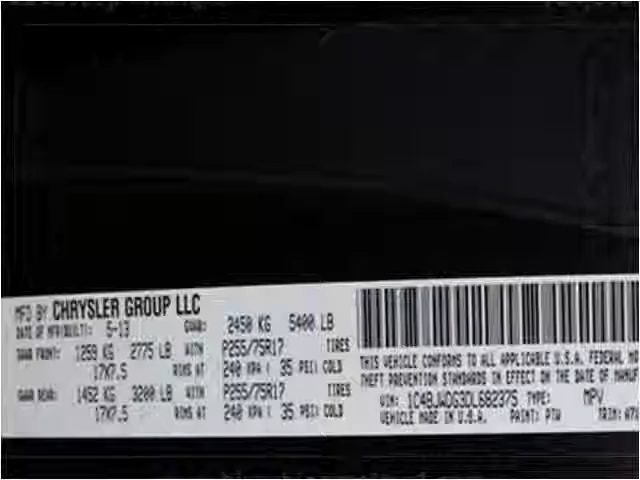 MFD BY CHRYSLER GROUP LLC
DATE OF MFR(BUILT): 5-13 GVWR: 2450 KG 5400 LB
GAWR FRONT: 1259 KG 2775 LB WITH P255/75R17 TIRES
17X7.5 RIMS AT 240 KPA ( 35 PSI) COLD
GAWR REAR: 1452 KG 3200 LB WITH P255/75R17 TIRES
17X7.5 RIMS AT 240 KPA ( 35 PSI) COLD
THIS VEHICLE CONFORMS TO ALL APPLICABLE U.S.A. FEDERAL
THEFT PREVENTION STANDARDS IN EFFECT ON THE DATE OF MANUF
VIN: 1C4BJWDG3DL682375 TYPE: MPV
VEHICLE MADE IN U.S.A. PAINT: PTW TRIM: